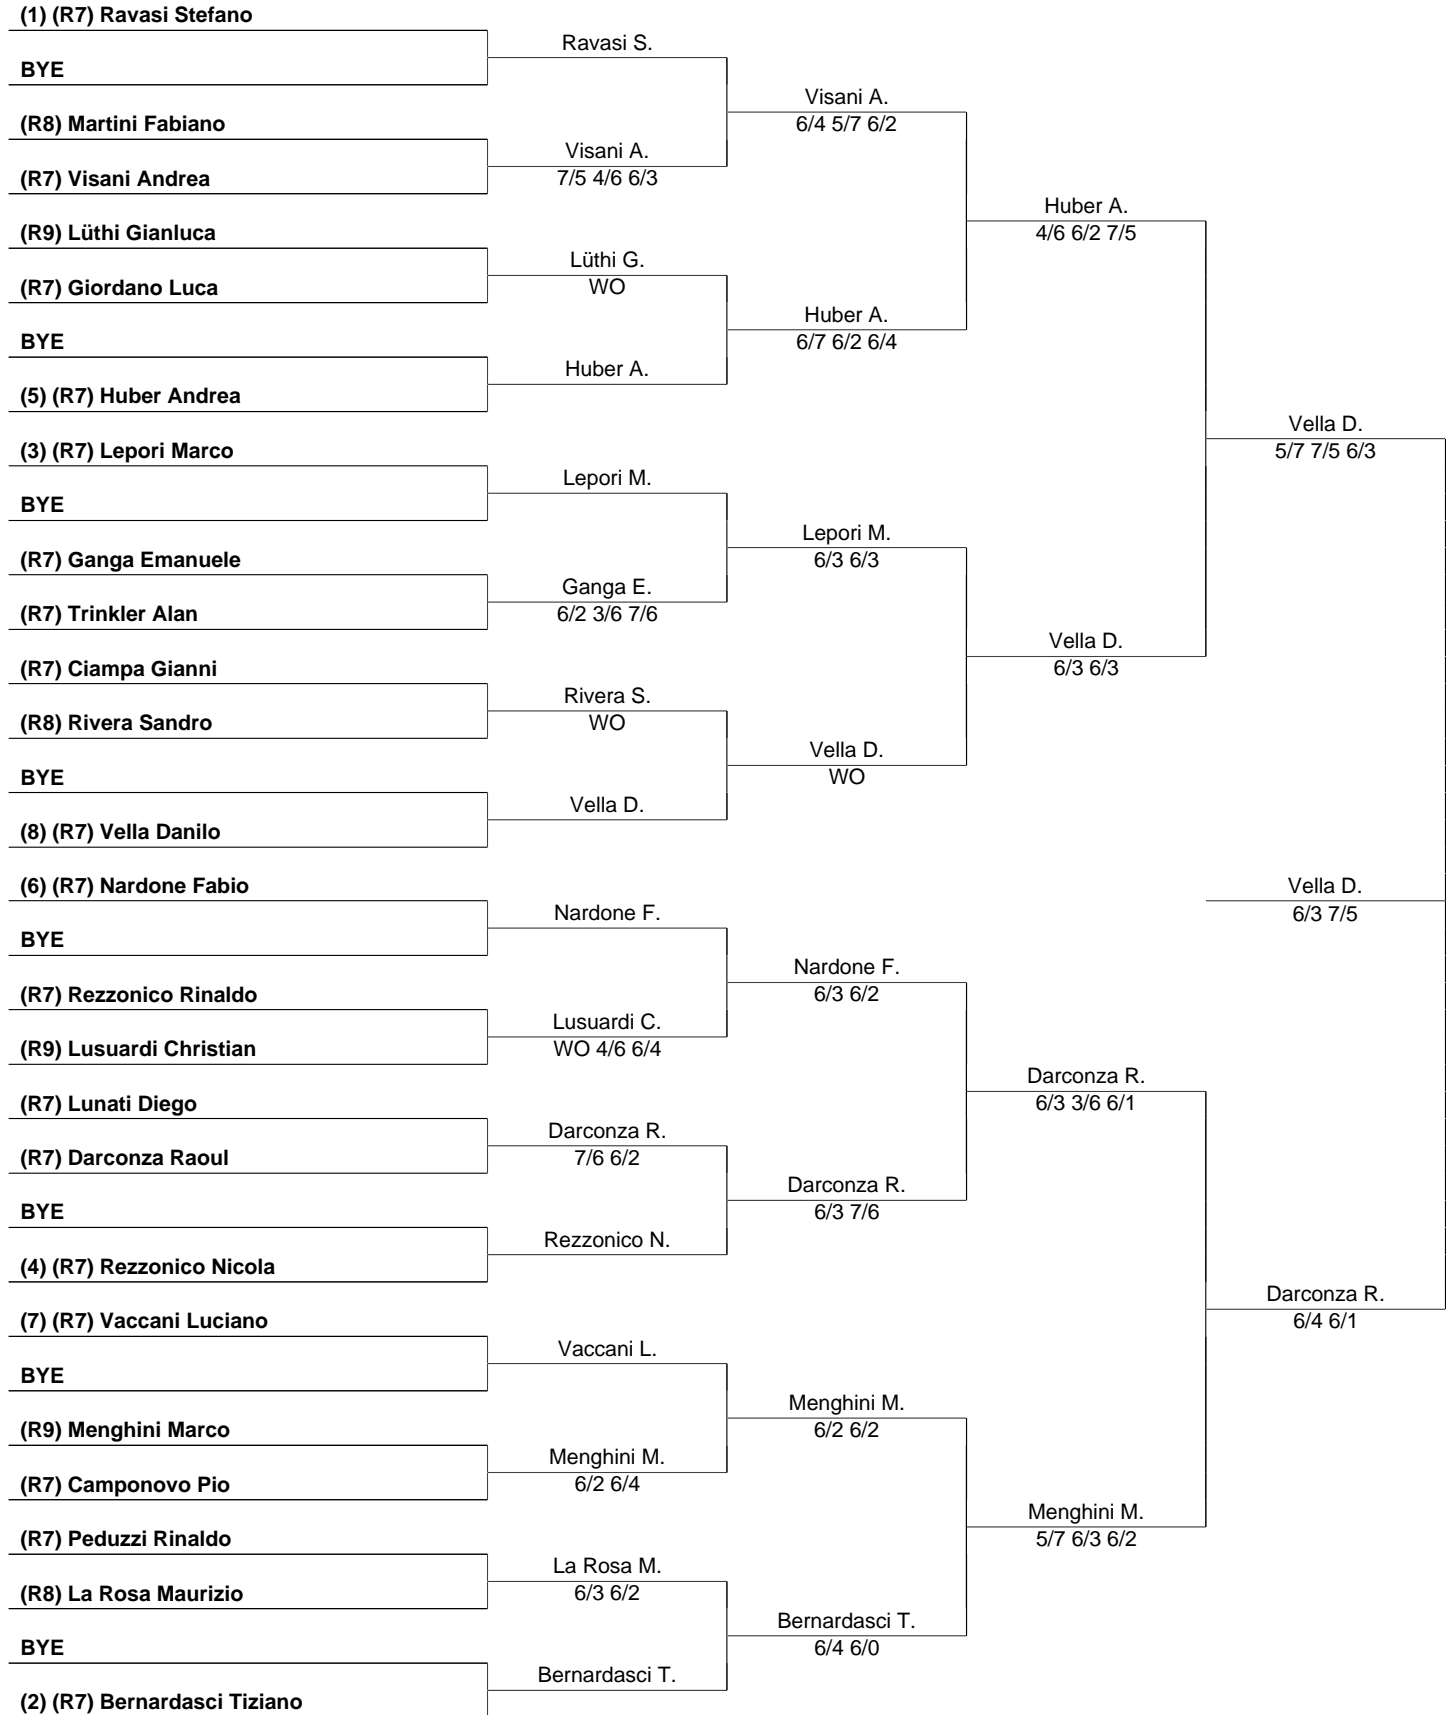 (1) (R7) Ravasi Stefano
Ravasi S.
BYE
Visani A.
6/4 5/7 6/2
(R8) Martini Fabiano
Visani A.
7/5 4/6 6/3
(R7) Visani Andrea
Huber A.
4/6 6/2 7/5
(R9) Lüthi Gianluca
Lüthi G.
WO
(R7) Giordano Luca
Huber A.
6/7 6/2 6/4
BYE
Huber A.
(5) (R7) Huber Andrea
Vella D.
5/7 7/5 6/3
(3) (R7) Lepori Marco
Lepori M.
BYE
Lepori M.
6/3 6/3
(R7) Ganga Emanuele
Ganga E.
6/2 3/6 7/6
(R7) Trinkler Alan
Vella D.
6/3 6/3
(R7) Ciampa Gianni
Rivera S.
WO
(R8) Rivera Sandro
Vella D.
WO
BYE
Vella D.
(8) (R7) Vella Danilo
(6) (R7) Nardone Fabio
Vella D.
6/3 7/5
Nardone F.
BYE
Nardone F.
6/3 6/2
(R7) Rezzonico Rinaldo
Lusuardi C.
WO 4/6 6/4
(R9) Lusuardi Christian
Darconza R.
6/3 3/6 6/1
(R7) Lunati Diego
Darconza R.
7/6 6/2
(R7) Darconza Raoul
Darconza R.
6/3 7/6
BYE
Rezzonico N.
(4) (R7) Rezzonico Nicola
Darconza R.
6/4 6/1
(7) (R7) Vaccani Luciano
Vaccani L.
BYE
Menghini M.
6/2 6/2
(R9) Menghini Marco
Menghini M.
6/2 6/4
(R7) Camponovo Pio
Menghini M.
5/7 6/3 6/2
(R7) Peduzzi Rinaldo
La Rosa M.
6/3 6/2
(R8) La Rosa Maurizio
Bernardasci T.
6/4 6/0
BYE
Bernardasci T.
(2) (R7) Bernardasci Tiziano